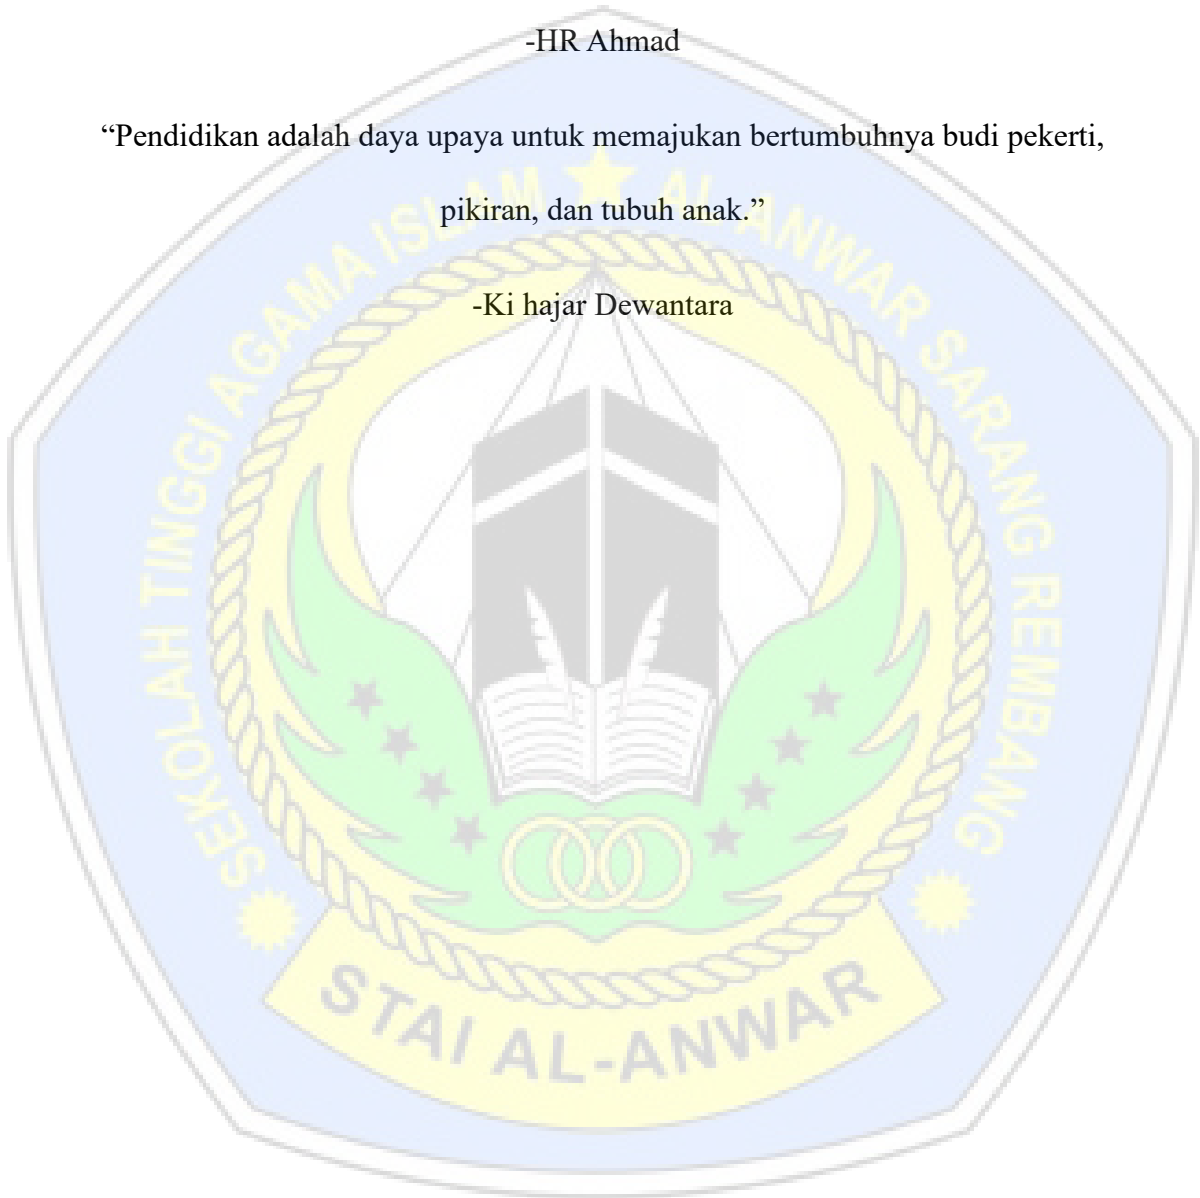 -HR Ahmad
“Pendidikan adalah daya upaya untuk memajukan bertumbuhnya budi pekerti,
pikiran, dan tubuh anak.”
-Ki hajar Dewantara
SEKOLAH TINGGI AGAMA ISLAM AL-ANWAR SARANG REMBANG
STAI AL-ANWAR